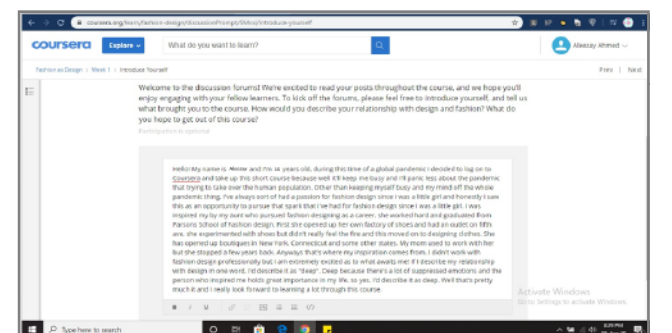 coursera.org/learn/fashion-design/discussionPrompt/
coursera
Explore
What do you want to learn?
Aleezay Ahmad
Fashion as Design > Week 1 > Introduce Yourself
Prev | Next
Welcome to the discussion forums! We're excited to read your posts throughout the course, and we hope you'll
enjoy engaging with your fellow learners. To kick off the forums, please feel free to introduce yourself, and tell us
what brought you to the course. How would you describe your relationship with design and fashion? What do
you hope to get out of this course?
Participation is optional
Hello! My name is and I'm years old, during this time of a global pandemic I decided to log on to
Coursera and take up this short course because well it'll keep me busy and I'll panic less about the pandemic
that trying to take over the human population. Other than keeping myself busy and my mind off the whole
pandemic thing, I've always sort of had a passion for fashion design since I was a little girl and honestly I saw
this as an opportunity to pursue that spark that I've had for fashion design since I was a little girl. I was
inspired my by my aunt who pursued fashion designing as a career. she worked hard and graduated from
Parsons School of fashion design. First she opened up her own factory of shoes and had an outlet on fifth
ave, she experimented with shoes but didn't really feel the fire and this moved on to designing clothes. She
has opened up boutiques in New York, Connecticut and some other states. My mom used to work with her
but she stopped a few years back. Anyways that's where my inspiration comes from. I didn't work with
fashion design professionally but I am extremely excited as to what awaits me! If I describe my relationship
with design in one word, I'd describe it as "deep". Deep because there's a lot of suppressed emotions and the
person who inspired me holds great importance in my life, so yes, I'd describe it as deep. Well that's pretty
much it and I really look forward to learning a lot through this course.
B I U
Activate Windows
Go to Settings to activate Windows.
Type here to search